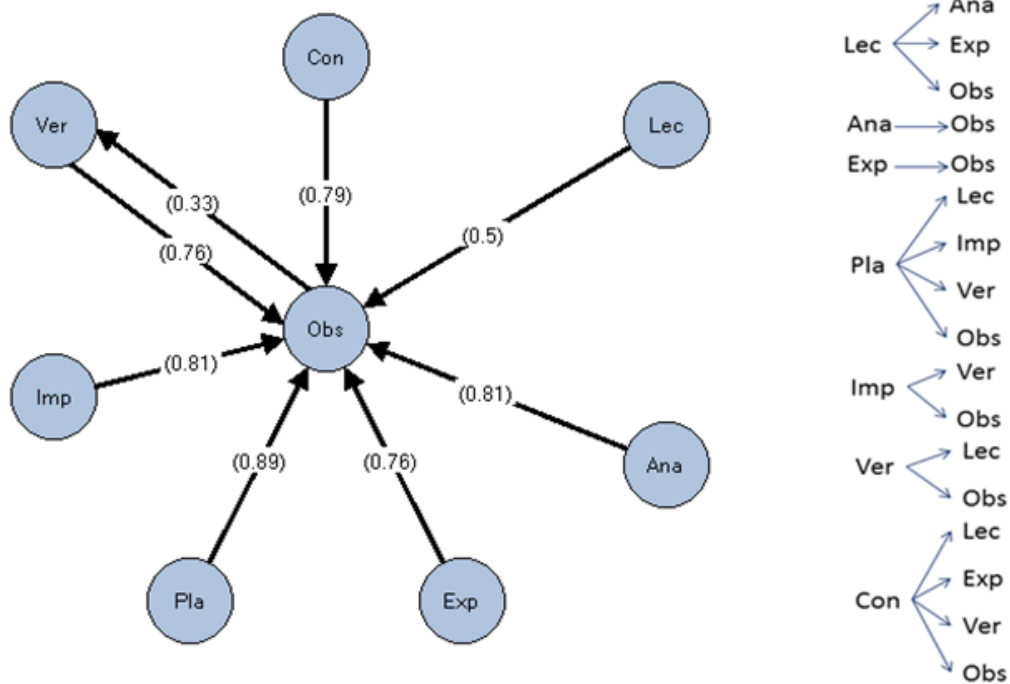 Con
Ver
Lec
(0.33)
(0.79)
(0.76)
(0.5)
Obs
(0.81)
Imp
(0.81)
(0.89)
(0.76)
Ana
Pla
Exp
Ana
Lec
Exp
Obs
Ana
Obs
Exp
Obs
Lec
Imp
Pla
Ver
Obs
Ver
Imp
Obs
Lec
Ver
Obs
Lec
Exp
Con
Ver
Obs